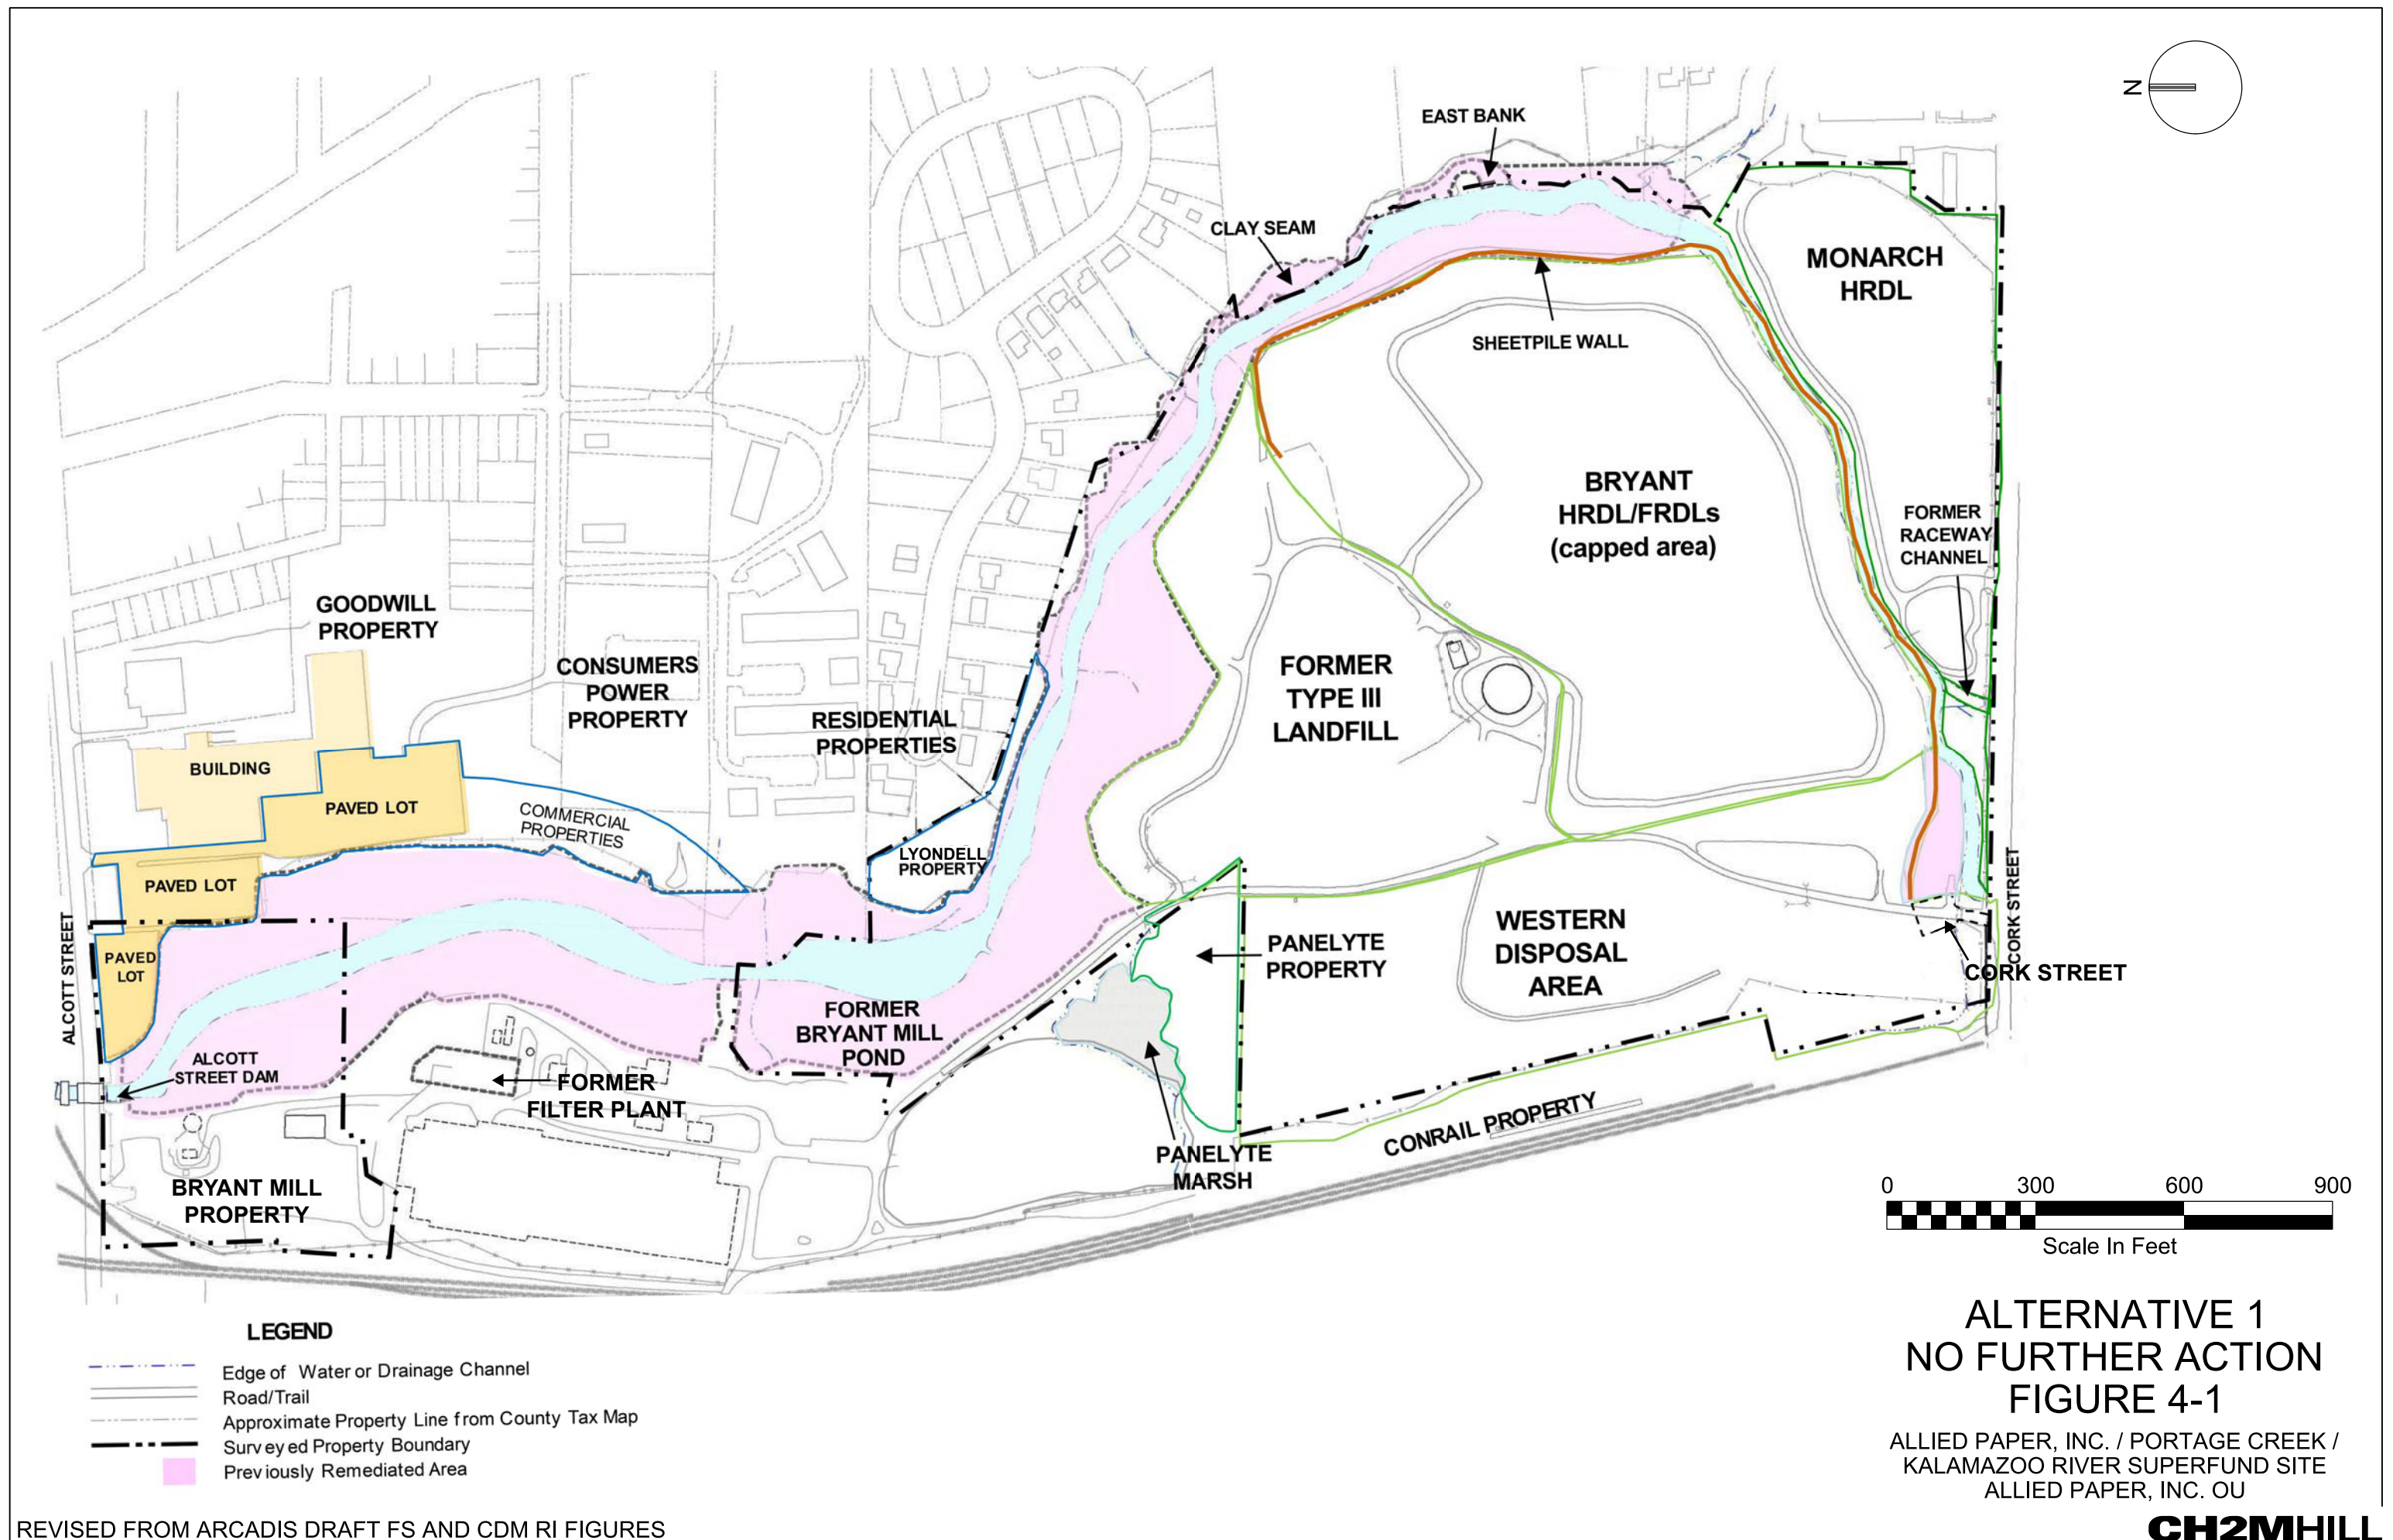 N
EAST BANK
CLAY SEAM
MONARCH
HRDL
SHEETPILE WALL
BRYANT
HRDL/FRDLs
(capped area)
FORMER
RACEWAY
CHANNEL
GOODWILL
PROPERTY
CONSUMERS
POWER
PROPERTY
RESIDENTIAL
PROPERTIES
FORMER
TYPE III
LANDFILL
BUILDING
PAVED LOT
COMMERCIAL
PROPERTIES
LYONDELL
PROPERTY
PAVED LOT
PAVED
LOT
ALCOTT STREET
CORK STREET
PANELYTE
PROPERTY
WESTERN
DISPOSAL
AREA
CORK STREET
FORMER
BRYANT MILL
POND
ALCOTT
STREET DAM
FORMER
FILTER PLANT
PANELYTE
MARSH
CONRAIL PROPERTY
BRYANT MILL
PROPERTY
0 300 600 900
Scale In Feet
LEGEND
Edge of Water or Drainage Channel
Road/Trail
Approximate Property Line from County Tax Map
Surveyed Property Boundary
Previously Remediated Area
ALTERNATIVE 1
NO FURTHER ACTION
FIGURE 4-1
ALLIED PAPER, INC. / PORTAGE CREEK /
KALAMAZOO RIVER SUPERFUND SITE
ALLIED PAPER, INC. OU
REVISED FROM ARCADIS DRAFT FS AND CDM RI FIGURES
CH2MHILL